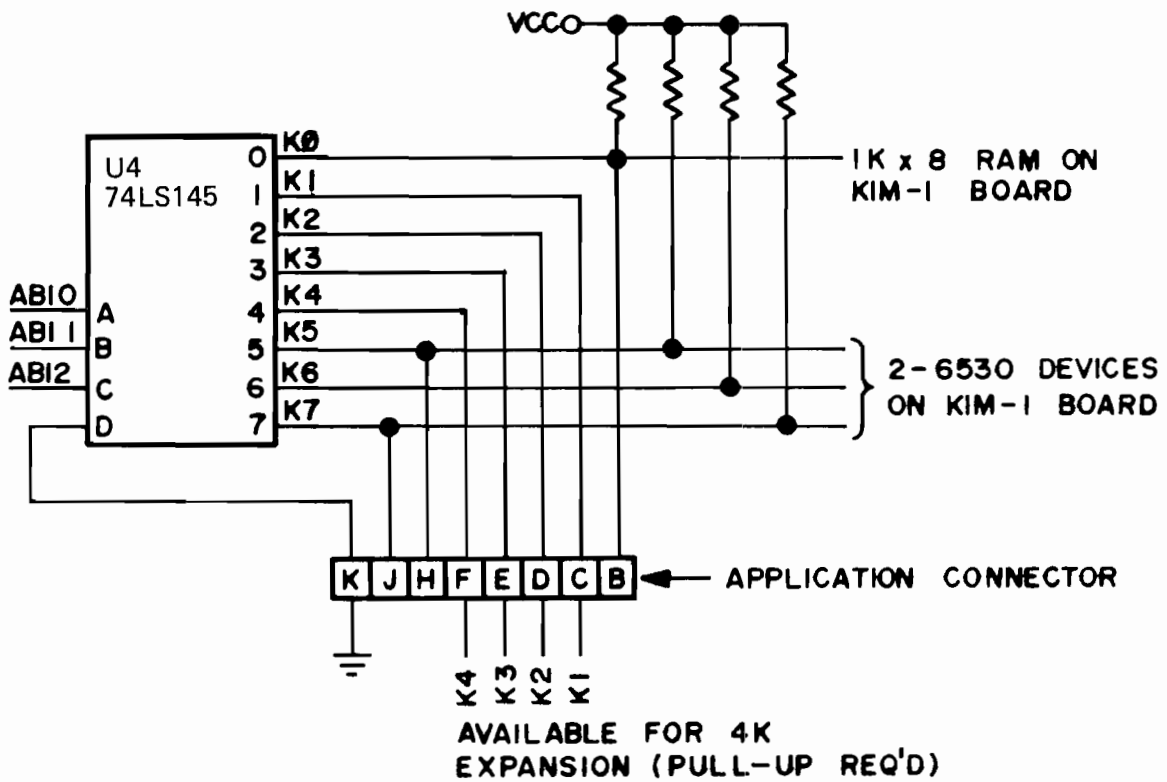 VCC
U4
74LS145
0 K0
1 K1
2 K2
3 K3
4 K4
5 K5
6 K6
7 K7
AB10 A
AB11 B
AB12 C
D
1K x 8 RAM ON
KIM-1 BOARD
2-6530 DEVICES
ON KIM-1 BOARD
K J H F E D C B
APPLICATION CONNECTOR
K4 K3 K2 K1
AVAILABLE FOR 4K
EXPANSION (PULL-UP REQ'D)